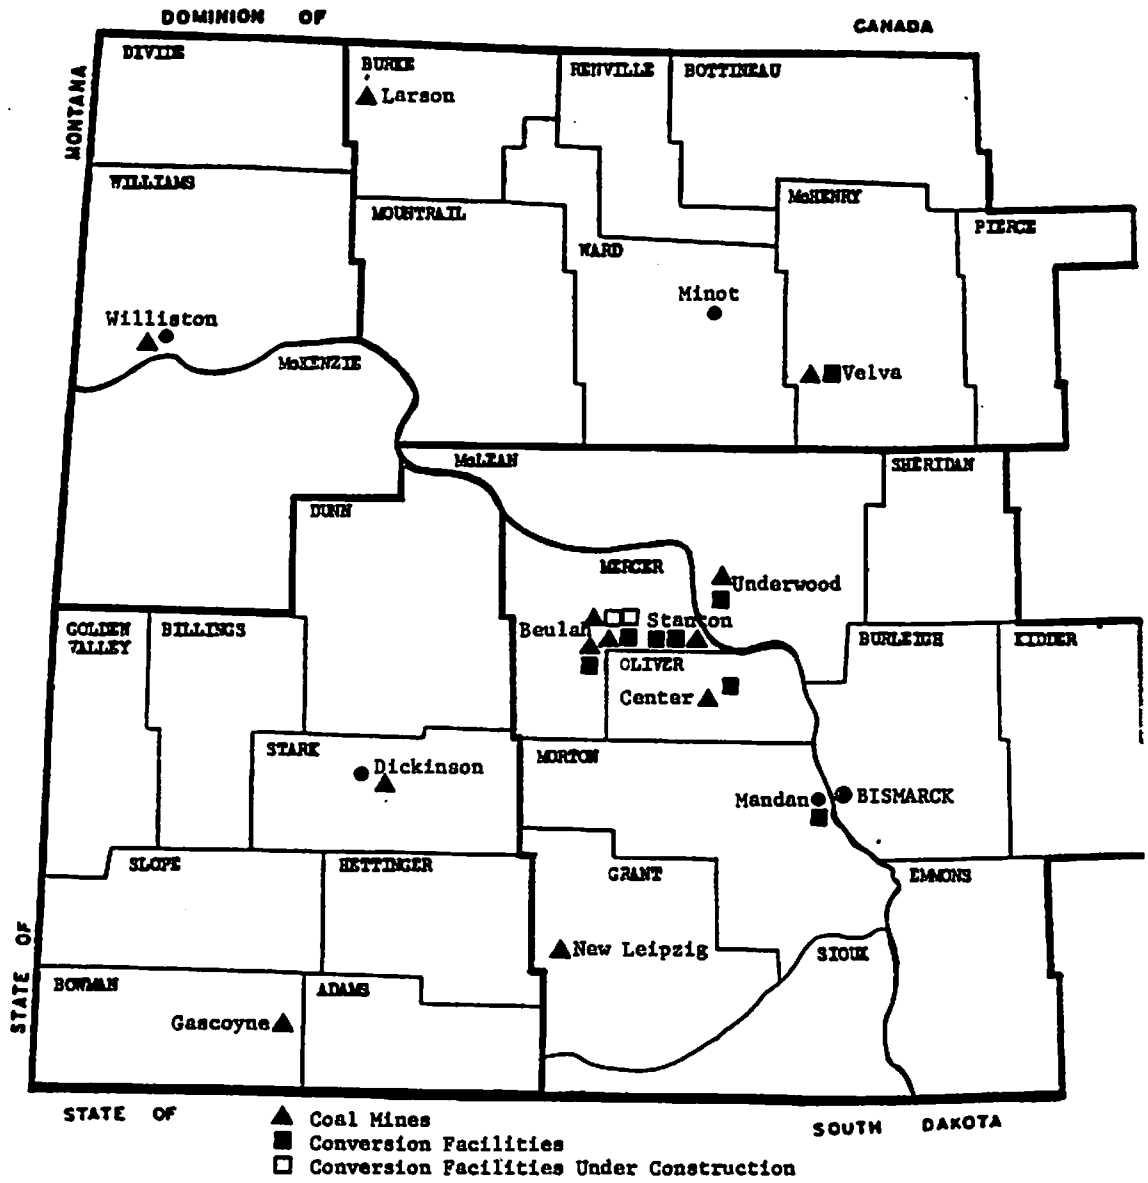 DOMINION OF
CANADA
MONTANA
DIVIDE
BURKE
RENVILLE
BOTTINEAU
Larson
WILLIAMS
MOUNTRAIL
McHENRY
WARD
PIERCE
Minot
Williston
McKENZIE
Velva
McLEAN
SHERIDAN
DUNN
MERCER
Underwood
GOLDEN
VALLEY
BILLINGS
Beulah
Stanton
BURLEIGH
KIDDER
OLIVER
Center
STARK
MORTON
Dickinson
Mandan
BISMARCK
SLOPE
HETTINGER
GRANT
EMMONS
New Leipzig
SIOUX
STATE OF
BOWMAN
ADAMS
Gascoyne
STATE OF
SOUTH DAKOTA
Coal Mines
Conversion Facilities
Conversion Facilities Under Construction